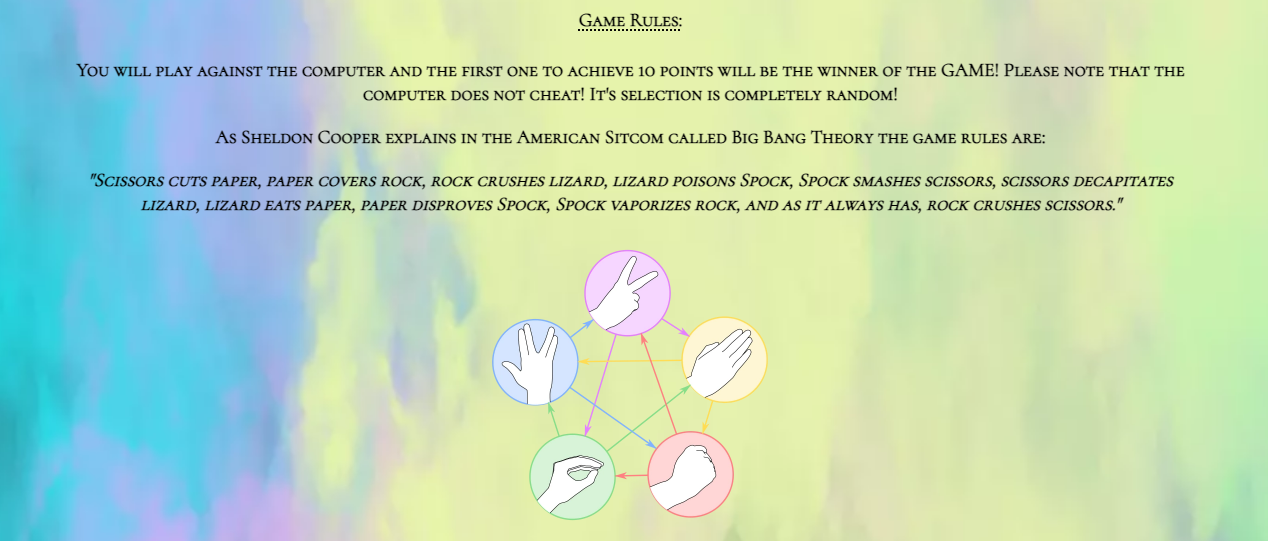 Game Rules:
You will play against the computer and the first one to achieve 10 points will be the winner of the GAME! Please note that the
computer does not cheat! It's selection is completely random!
As Sheldon Cooper explains in the American Sitcom called Big Bang Theory the game rules are:
"Scissors cuts paper, paper covers rock, rock crushes lizard, lizard poisons Spock, Spock smashes scissors, scissors decapitates
lizard, lizard eats paper, paper disproves Spock, Spock vaporizes rock, and as it always has, rock crushes scissors."